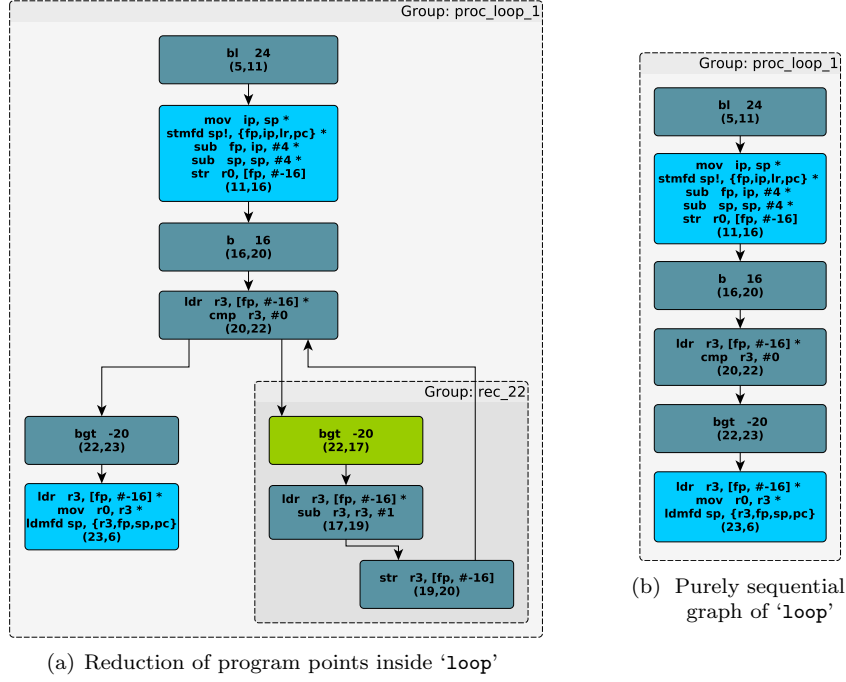 Group: proc_loop_1
bl 24
(5,11)
mov ip, sp *
stmfd sp!, {fp,ip,lr,pc} *
sub fp, ip, #4 *
sub sp, sp, #4 *
str r0, [fp, #-16]
(11,16)
b 16
(16,20)
ldr r3, [fp, #-16] *
cmp r3, #0
(20,22)
bgt -20
(22,23)
ldr r3, [fp, #-16] *
mov r0, r3 *
ldmfd sp, {r3,fp,sp,pc}
(23,6)
Group: rec_22
bgt -20
(22,17)
ldr r3, [fp, #-16] *
sub r3, r3, #1
(17,19)
str r3, [fp, #-16]
(19,20)
(a) Reduction of program points inside ‘loop’
Group: proc_loop_1
bl 24
(5,11)
mov ip, sp *
stmfd sp!, {fp,ip,lr,pc} *
sub fp, ip, #4 *
sub sp, sp, #4 *
str r0, [fp, #-16]
(11,16)
b 16
(16,20)
ldr r3, [fp, #-16] *
cmp r3, #0
(20,22)
bgt -20
(22,23)
ldr r3, [fp, #-16] *
mov r0, r3 *
ldmfd sp, {r3,fp,sp,pc}
(23,6)
(b) Purely sequential
graph of ‘loop’